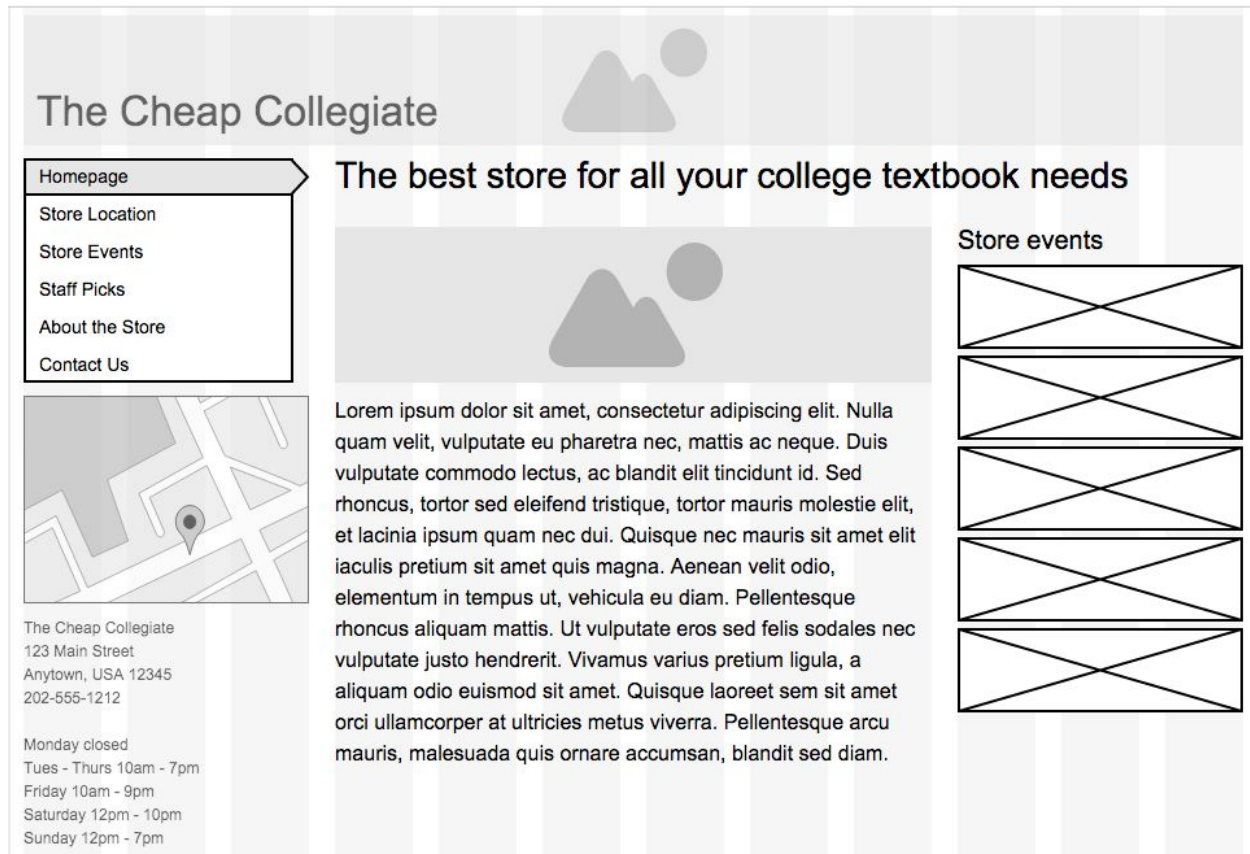 The Cheap Collegiate
Homepage
Store Location
Store Events
Staff Picks
About the Store
Contact Us
The Cheap Collegiate
123 Main Street
Anytown, USA 12345
202-555-1212
Monday closed
Tues - Thurs 10am - 7pm
Friday 10am - 9pm
Saturday 12pm - 10pm
Sunday 12pm - 7pm
The best store for all your college textbook needs
Lorem ipsum dolor sit amet, consectetur adipiscing elit. Nulla
quam velit, vulputate eu pharetra nec, mattis ac neque. Duis
vulputate commodo lectus, ac blandit elit tincidunt id. Sed
rhoncus, tortor sed eleifend tristique, tortor mauris molestie elit,
et lacinia ipsum quam nec dui. Quisque nec mauris sit amet elit
iaculis pretium sit amet quis magna. Aenean velit odio,
elementum in tempus ut, vehicula eu diam. Pellentesque
rhoncus aliquam mattis. Ut vulputate eros sed felis sodales nec
vulputate justo hendrerit. Vivamus varius pretium ligula, a
aliquam odio euismod sit amet. Quisque laoreet sem sit amet
orci ullamcorper at ultricies metus viverra. Pellentesque arcu
mauris, malesuada quis ornare accumsan, blandit sed diam.
Store events